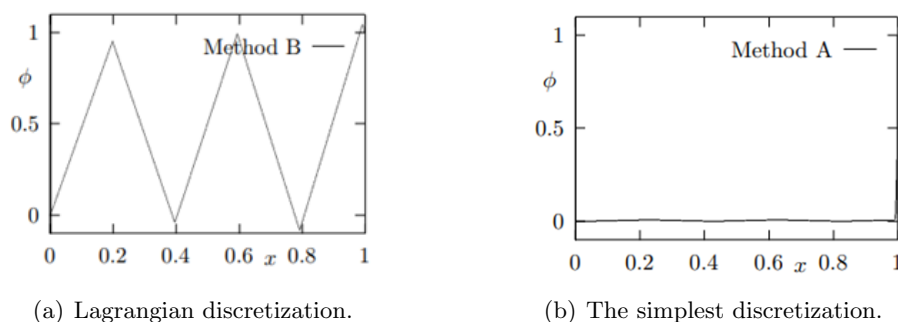 1
Method B
ϕ
0.5
0
0 0.2 0.4 0.6 x 0.8 1
(a) Lagrangian discretization.
1
Method A
ϕ
0.5
0
0 0.2 0.4 0.6 x 0.8 1
(b) The simplest discretization.